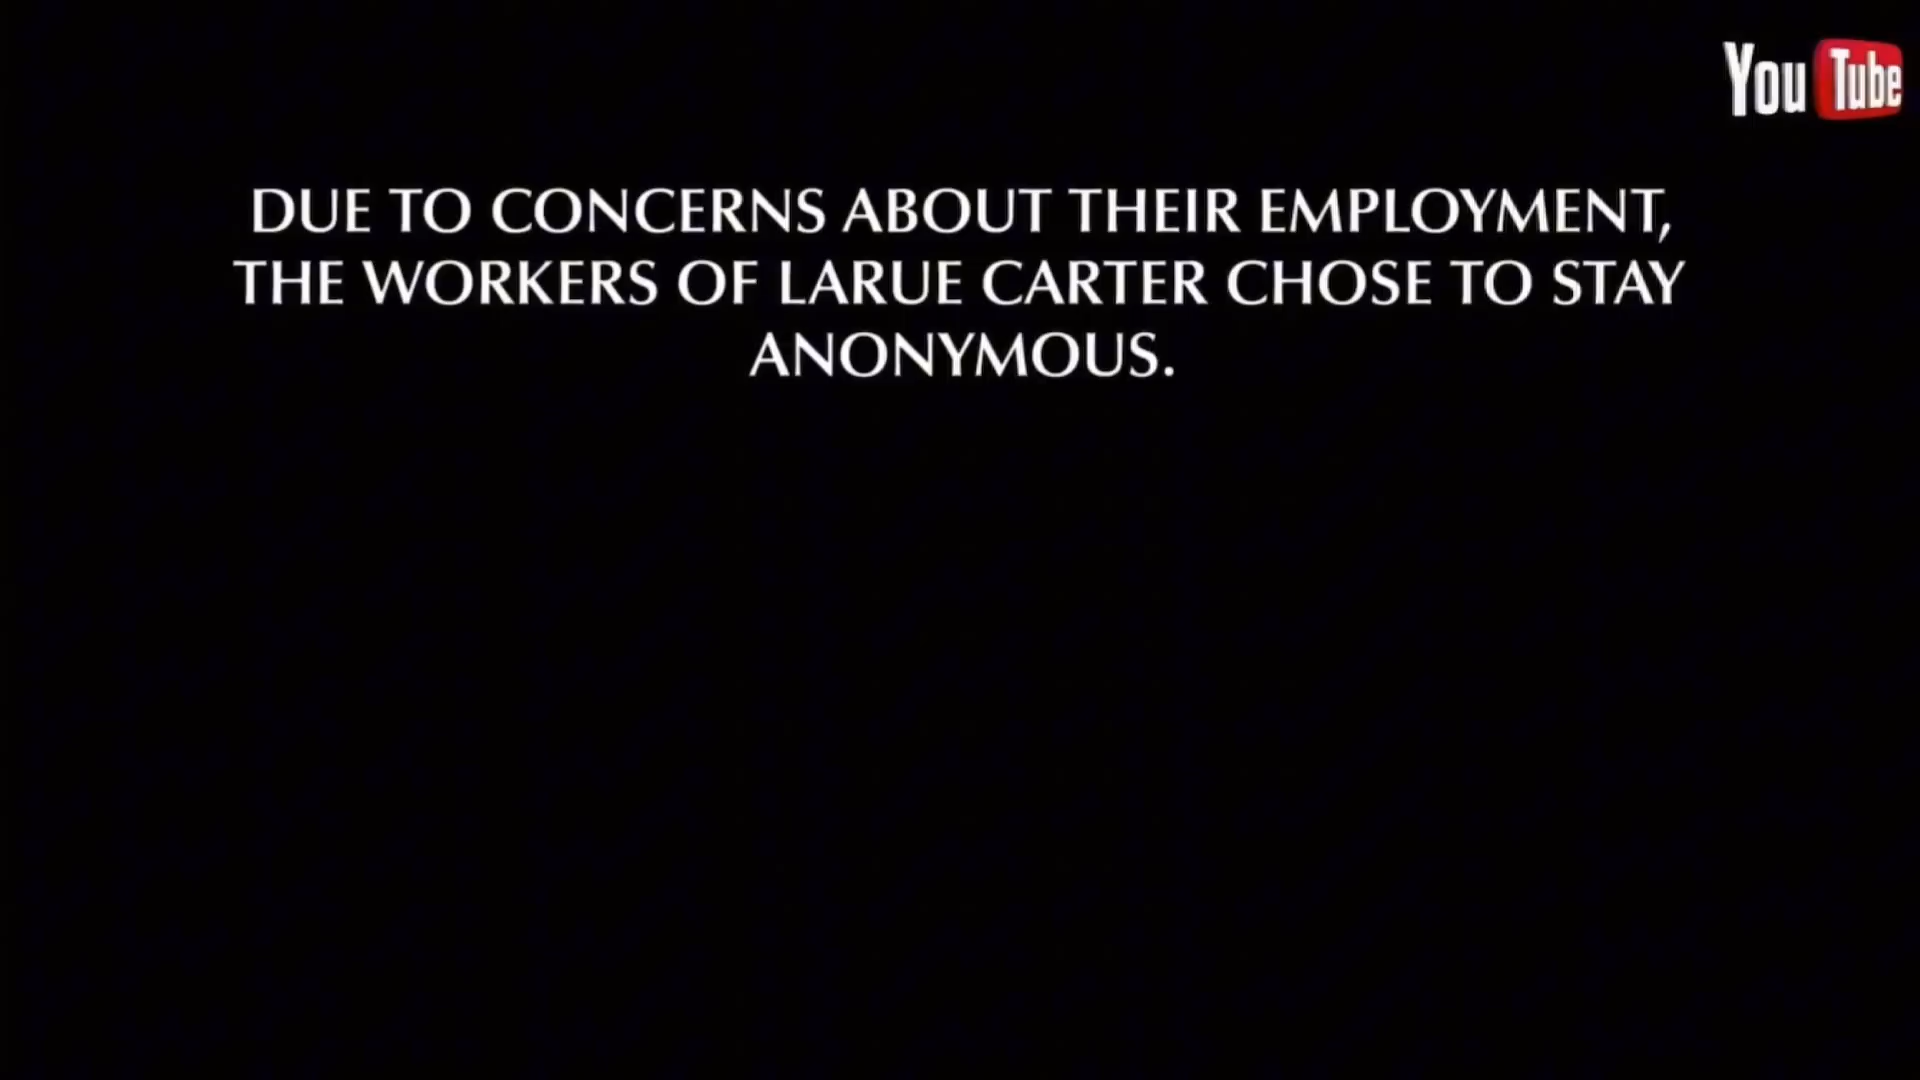 YouTube
DUE TO CONCERNS ABOUT THEIR EMPLOYMENT,
THE WORKERS OF LARUE CARTER CHOSE TO STAY
ANONYMOUS.